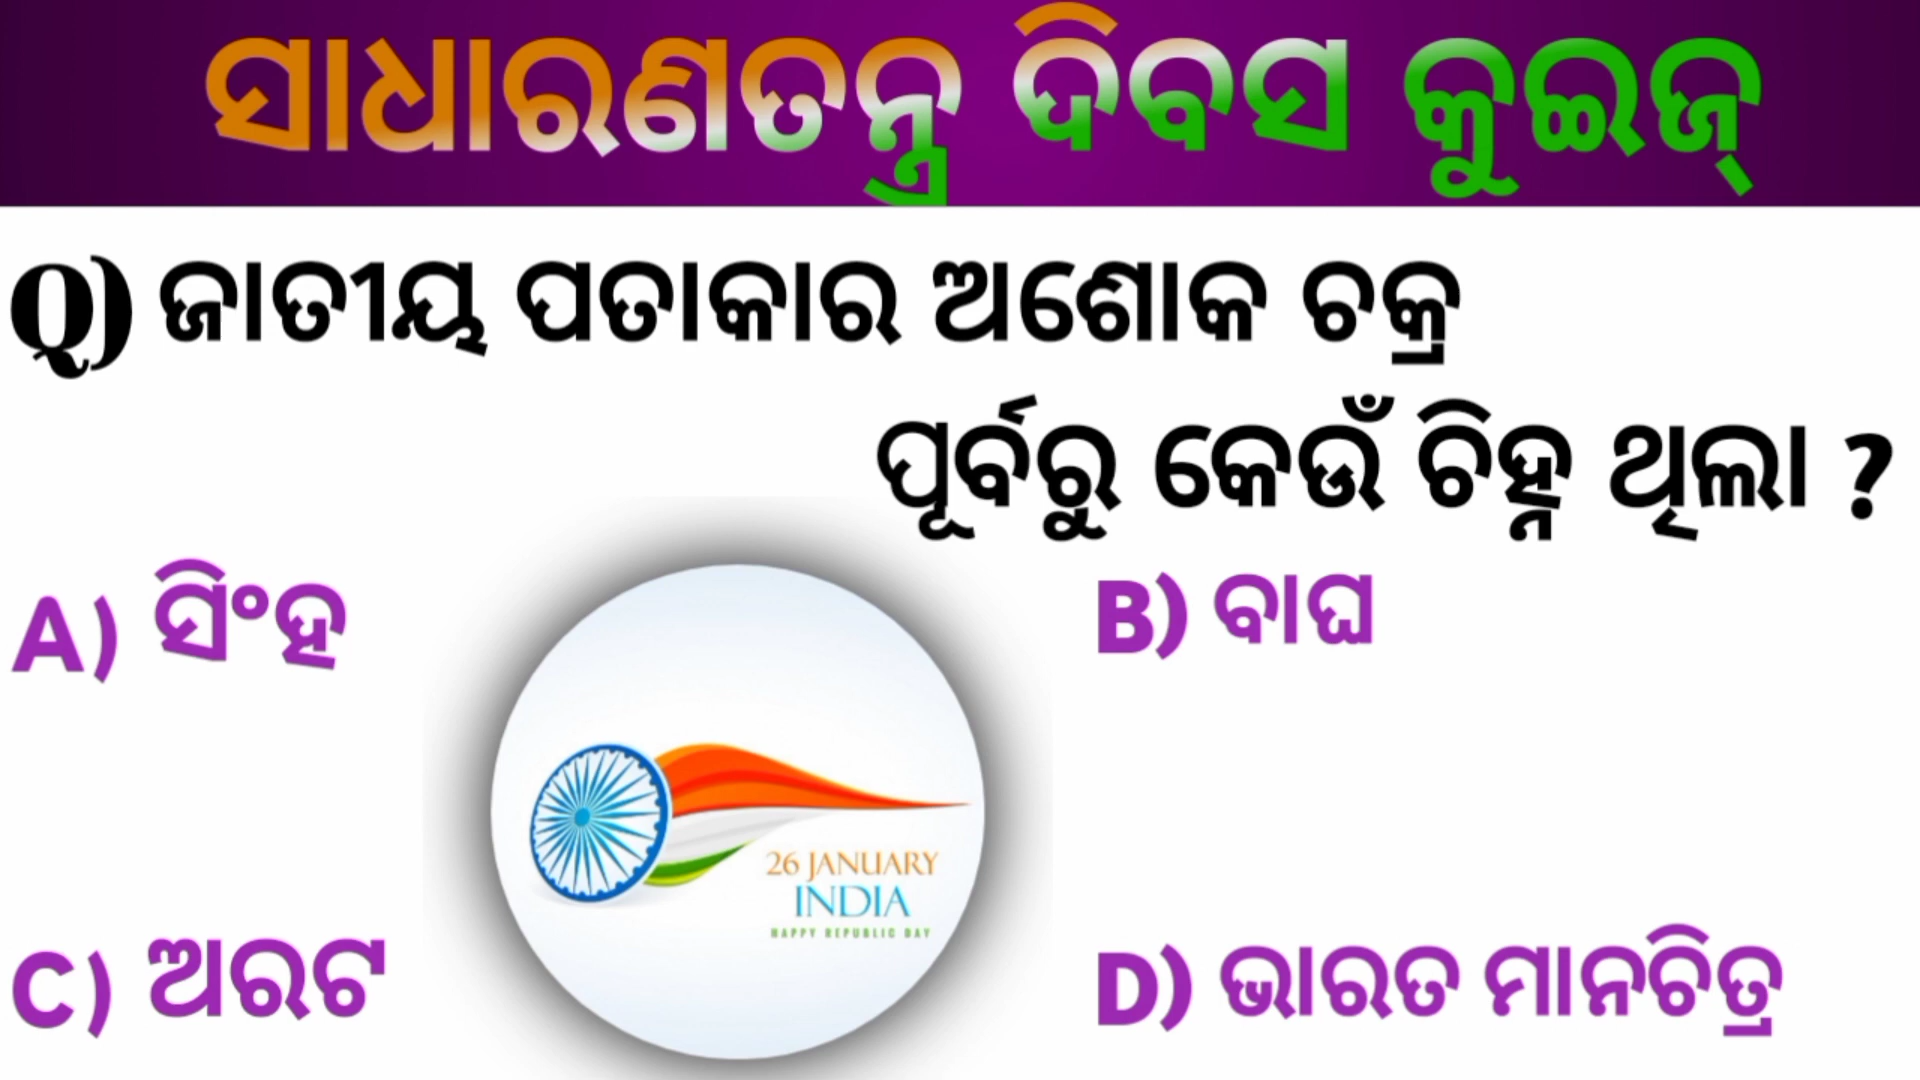 ସାଧାରଣତନ୍ତ୍ର ଦିବସ କୁଇଜ୍
Q) ଜାତୀୟ ପତାକାର ଅଶୋକ ଚକ୍ର
ପୂର୍ବରୁ କେଉଁ ଚିହ୍ନ ଥିଲା ?
A) ସିଂହ
B) ବାଘ
26 JANUARY
INDIA
HAPPY REPUBLIC DAY
C) ଅରଟ
D) ଭାରତ ମାନଚିତ୍ର